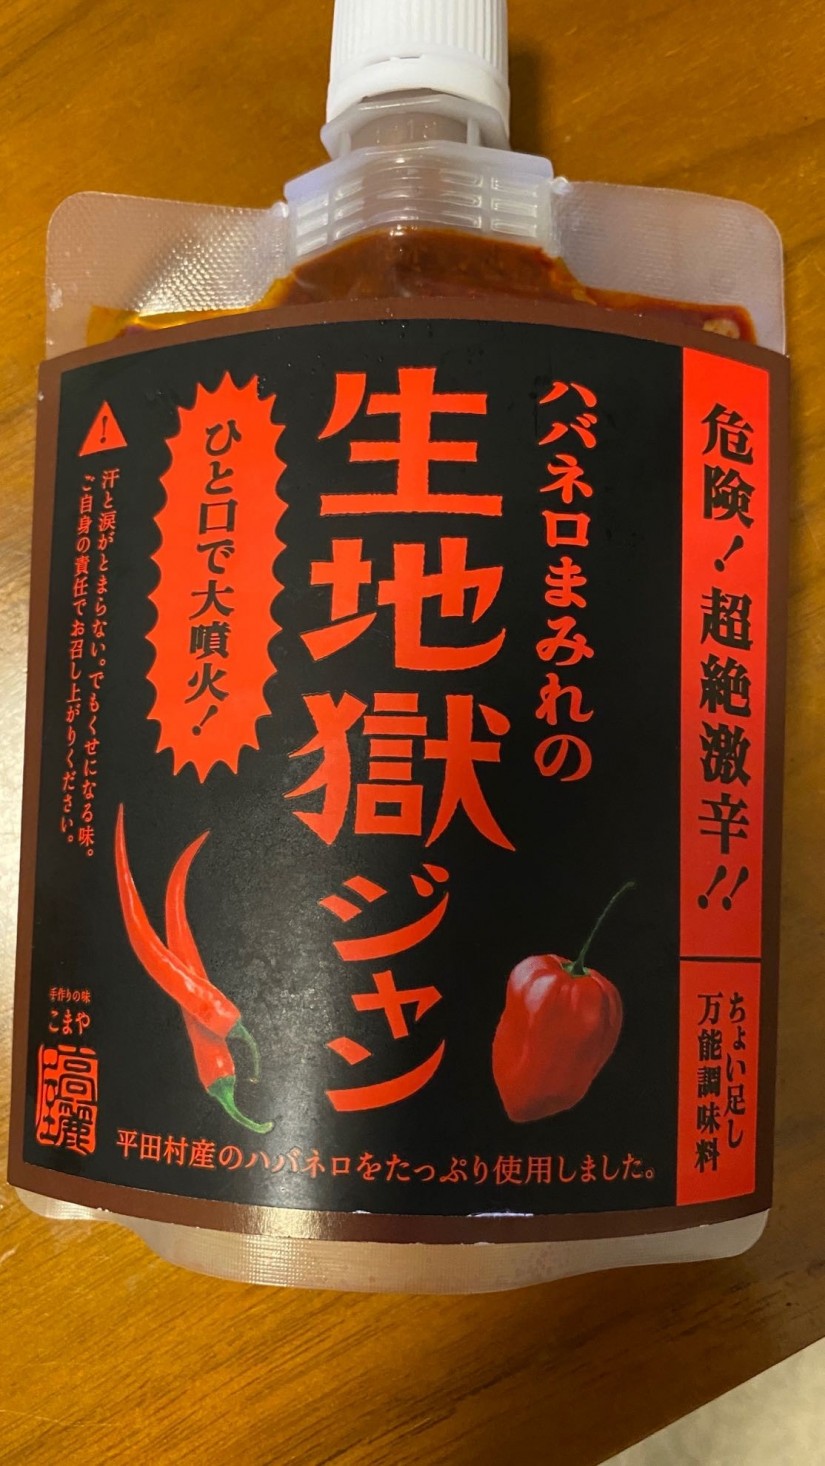 危険！超絶激辛！！
ちょい足し
万能調味料
ハバネロまみれの
生地獄ジャン
ひと口で大噴火！
！
汗と涙がとまらない。でもくせになる味。
ご自身の責任でお召し上がりください。
手作りの味
こまや
高麗屋
平田村産のハバネロをたっぷり使用しました。